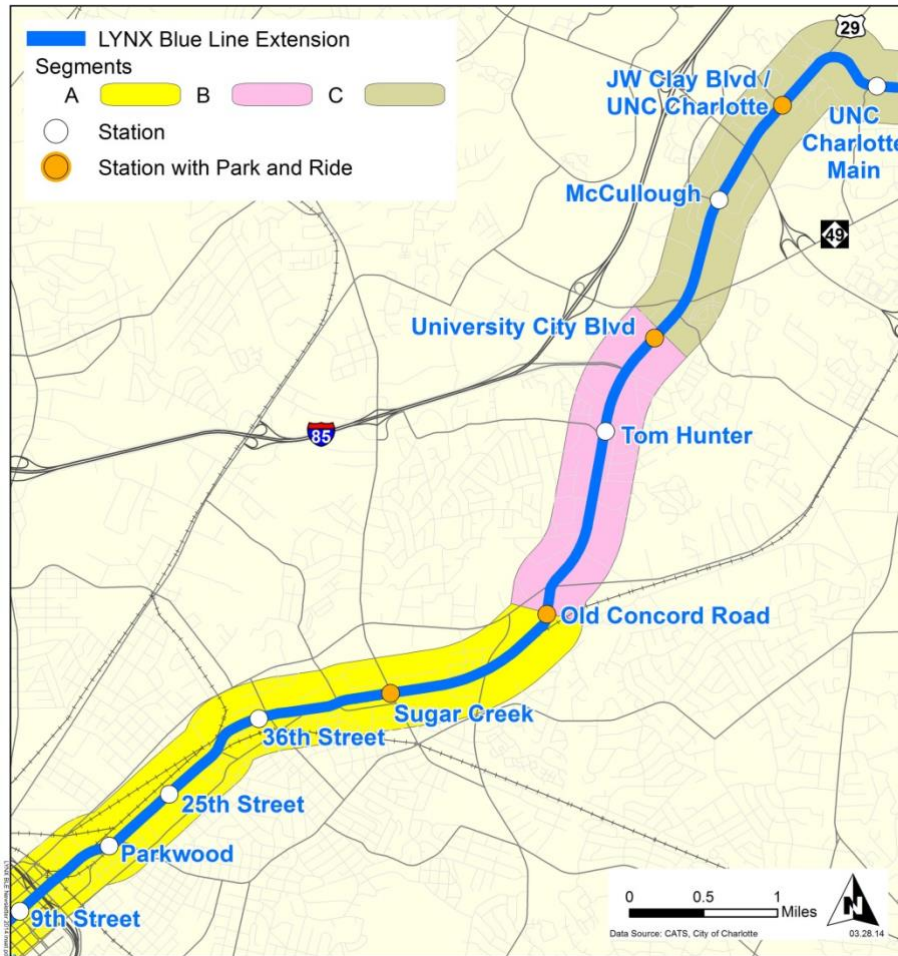 LYNX Blue Line Extension
Segments
A B C
Station
Station with Park and Ride
29
JW Clay Blvd /
UNC Charlotte
UNC
Charlotte
Main
McCullough
49
University City Blvd
85
Tom Hunter
Old Concord Road
Sugar Creek
36th Street
25th Street
Parkwood
9th Street
0 0.5 1
Miles
N
Data Source: CATS, City of Charlotte
03.28.14